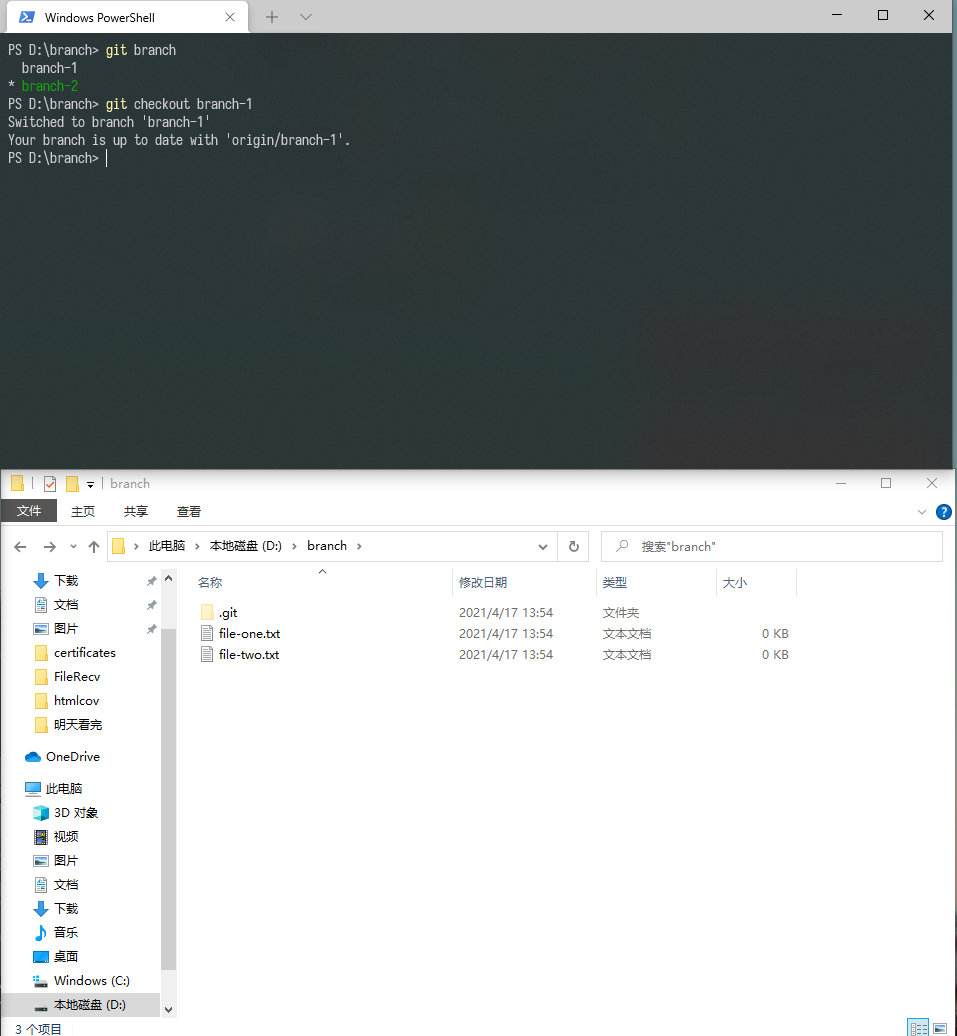 Windows PowerShell
PS D:\branch> git branch
branch-1
* branch-2
PS D:\branch> git checkout branch-1
Switched to branch 'branch-1'
Your branch is up to date with 'origin/branch-1'.
PS D:\branch>
branch
文件 主页 共享 查看
此电脑 > 本地磁盘 (D:) > branch > 搜索"branch"
下载
文档
图片
certificates
FileRecv
htmlcov
明天看完
OneDrive
此电脑
3D 对象
视频
图片
文档
下载
音乐
桌面
Windows (C:)
本地磁盘 (D:)
名称 修改日期 类型 大小
.git 2021/4/17 13:54 文件夹
file-one.txt 2021/4/17 13:54 文本文档 0 KB
file-two.txt 2021/4/17 13:54 文本文档 0 KB
3 个项目